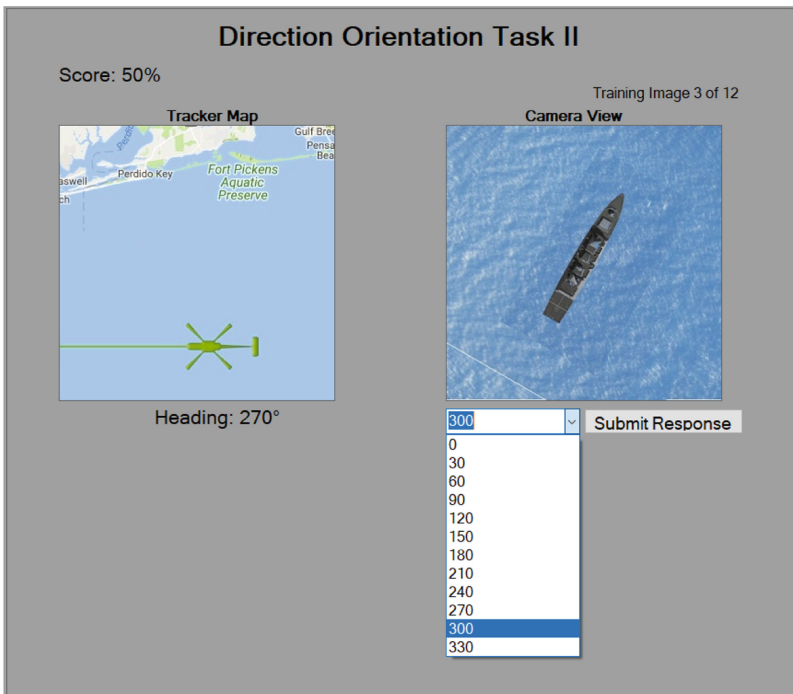 Direction Orientation Task II
Score: 50%
Training Image 3 of 12
Tracker Map
Camera View
Gulf Bree
Pensa
Bea
Perdido Key
Fort Pickens
Aquatic
Preserve
aswell
ch
Heading: 270°
300
Submit Response
0
30
60
90
120
150
180
210
240
270
300
330